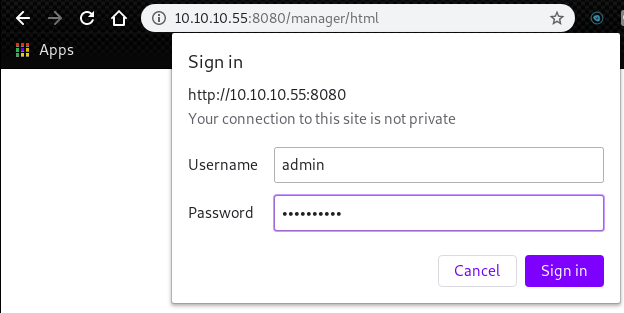 10.10.10.55:8080/manager/html
Apps
Sign in
http://10.10.10.55:8080
Your connection to this site is not private
Username admin
Password ••••••••••
Cancel Sign in